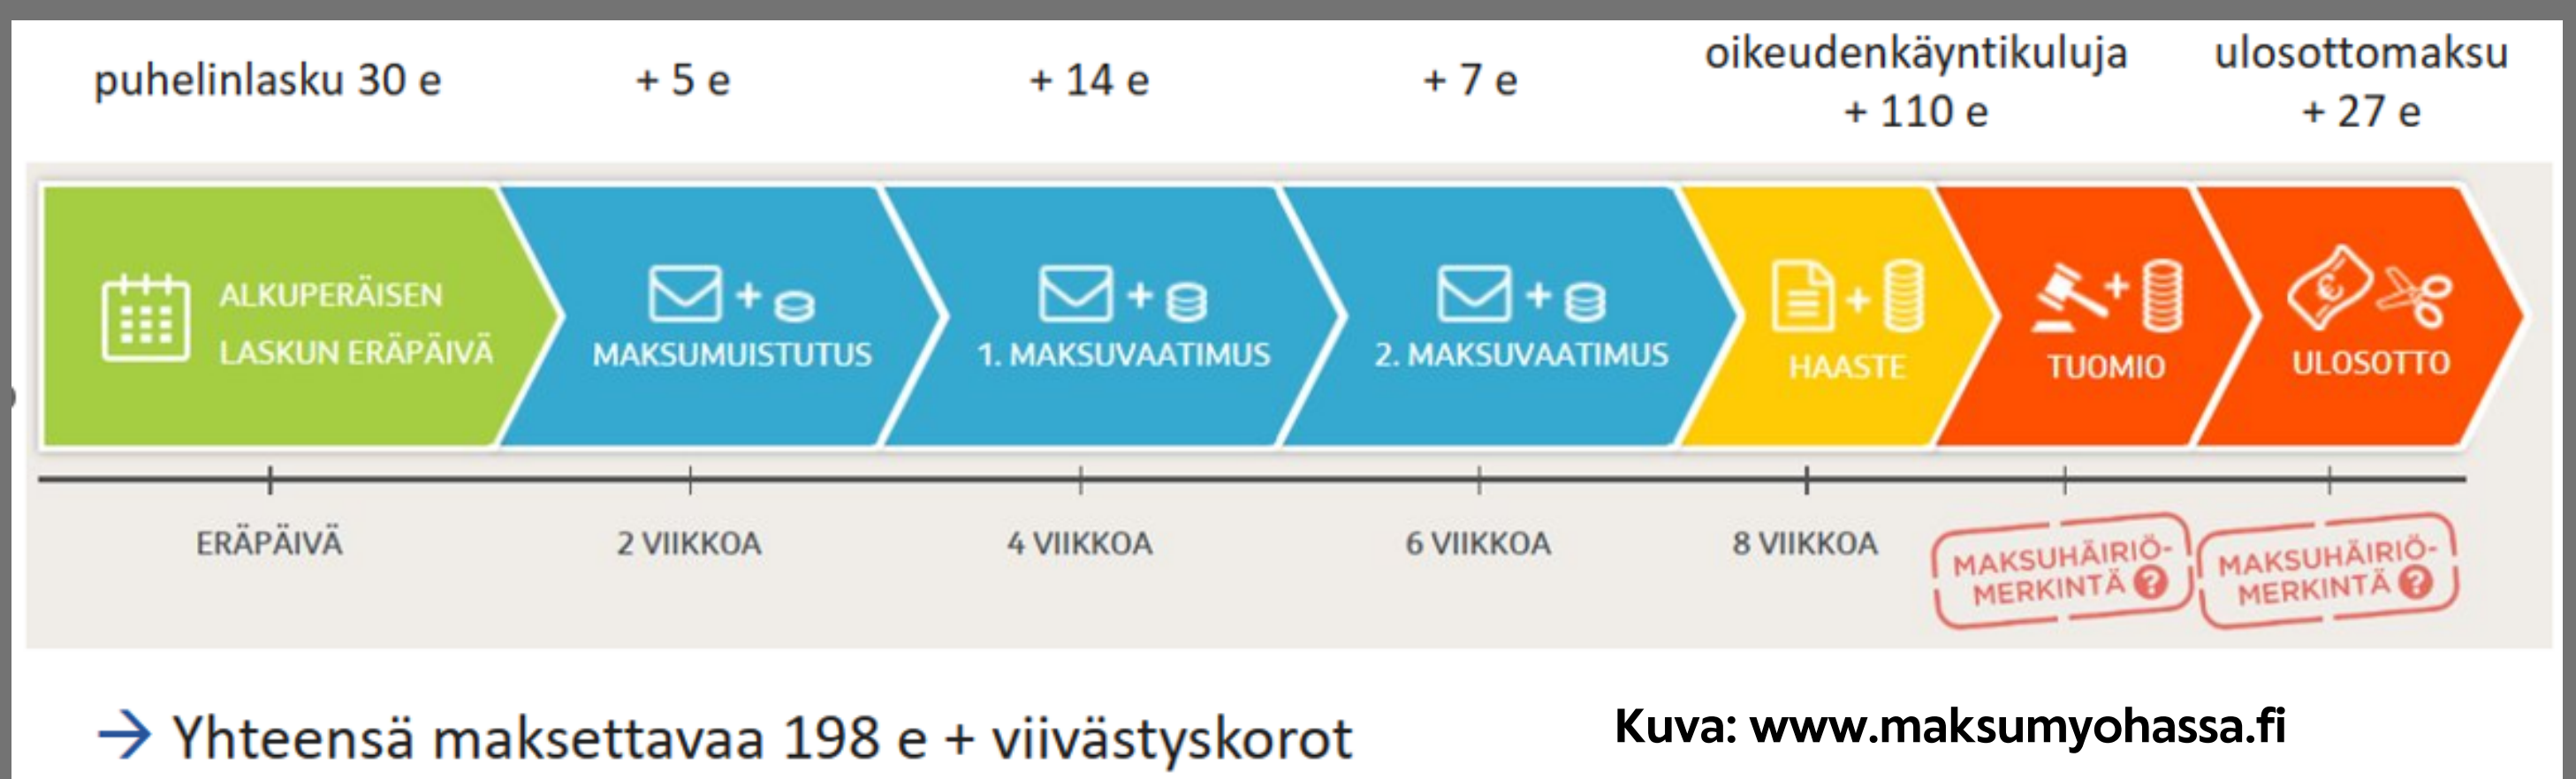 puhelinlasku 30 e
+ 5 e
+ 14 e
+ 7 e
oikeudenkäyntikuluja
+ 110 e
ulosottomaksu
+ 27 e
ALKUPERÄISEN
LASKUN ERÄPÄIVÄ
MAKSUMUISTUTUS
1. MAKSUVAATIMUS
2. MAKSUVAATIMUS
HAASTE
TUOMIO
ULOSOTTO
ERÄPÄIVÄ
2 VIIKKOA
4 VIIKKOA
6 VIIKKOA
8 VIIKKOA
MAKSUHÄIRIÖ-
MERKINTÄ ?
MAKSUHÄIRIÖ-
MERKINTÄ ?
→ Yhteensä maksettavaa 198 e + viivästyskorot
Kuva: www.maksumyohassa.fi